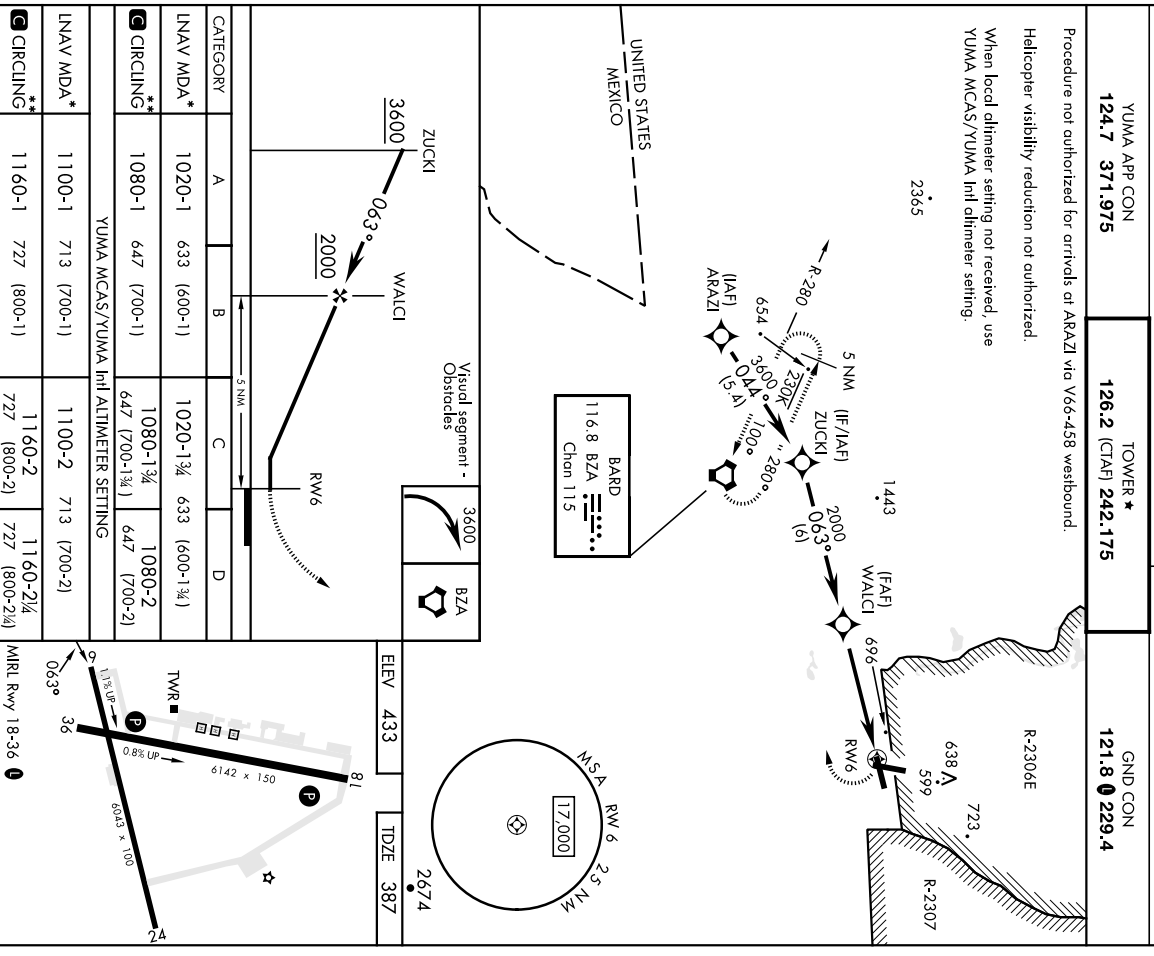 YUMA APP CON
124.7 371.975
TOWER ★
126.2 (CTAF) 242.175
GND CON
121.8 L 229.4
Procedure not authorized for arrivals at ARAZI via V66-458 westbound.
Helicopter visibility reduction not authorized.
When local altimeter setting not received, use
YUMA MCAS/YUMA Intl altimeter setting.
2365
1443
R-2306E
R-2307
638
599
723
696
RW6
(FAF)
WALCI
2000
063°
(6)
(IF/IAF)
ZUCKI
5 NM
R-280
654
230K
3600
044°
(5.4)
(IAF)
ARAZI
100°
280°
BARD
116.8 BZA
Chan 115
UNITED STATES
MEXICO
MSA RW 6 25 NM
17,000
2674
3600
BZA
Visual segment -
Obstacles
ZUCKI
3600
063°
WALCI
2000
RW6
5 NM
ELEV 433
TDZE 387
CATEGORY A B C D
LNAV MDA* 1020-1 633 (600-1) 1020-1¾ 633 (600-1¾)
C CIRCLING** 1080-1 647 (700-1) 1080-1¾ 647 (700-1¾) 1080-2 647 (700-2)
YUMA MCAS/YUMA Intl ALTIMETER SETTING
LNAV MDA* 1100-1 713 (700-1) 1100-2 713 (700-2)
C CIRCLING** 1160-1 727 (800-1) 1160-2 727 (800-2) 1160-2¼ 727 (800-2¼)
TWR
P
P
18
0.8% UP
6142 x 150
36
6
1.1% UP
063°
6043 x 100
24
MIRL Rwy 18-36 L